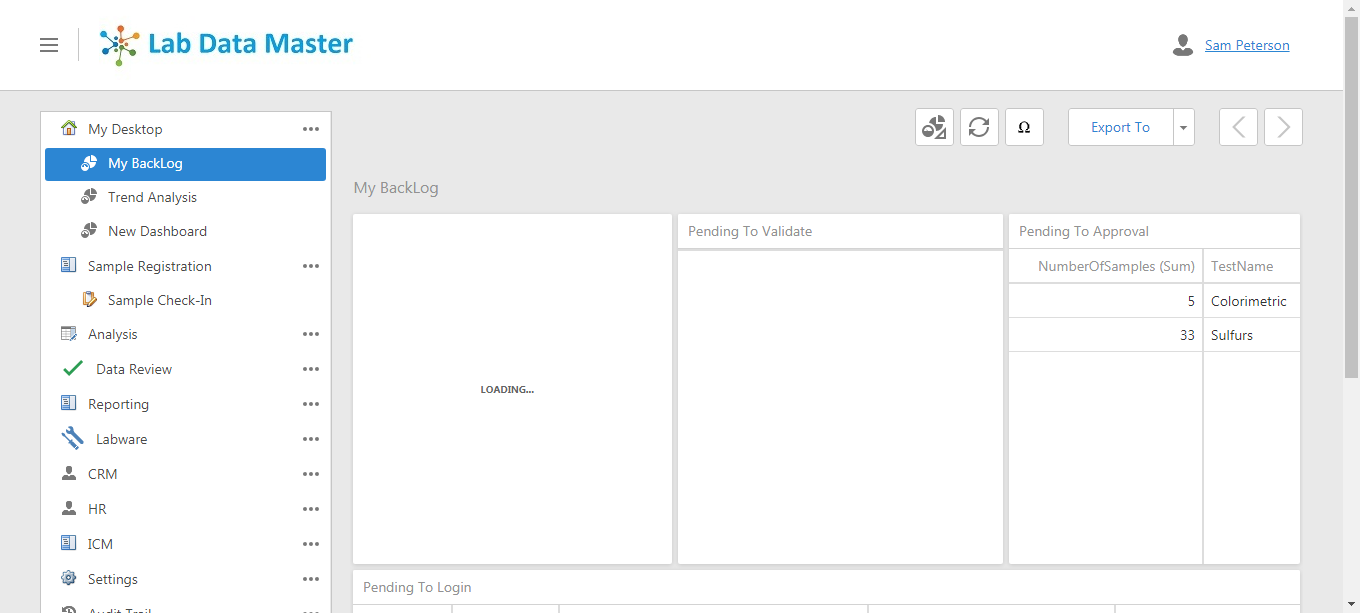 Lab Data Master
Sam Peterson
My Desktop
My BackLog
Trend Analysis
New Dashboard
Sample Registration
Sample Check-In
Analysis
Data Review
Reporting
Labware
CRM
HR
ICM
Settings
Audit Trail
Ω
Export To
My BackLog
LOADING...
Pending To Validate
Pending To Approval
NumberOfSamples (Sum) TestName
5 Colorimetric
33 Sulfurs
Pending To Login